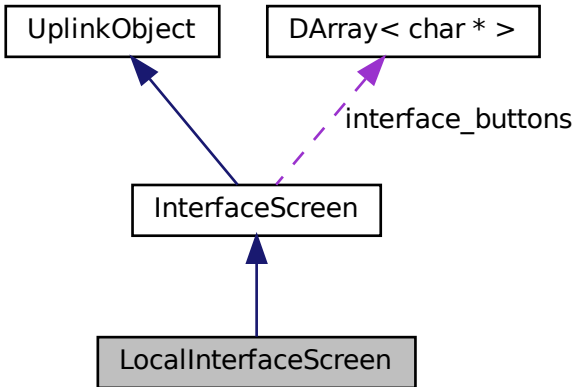 UplinkObject
DArray< char * >
interface_buttons
InterfaceScreen
LocalInterfaceScreen